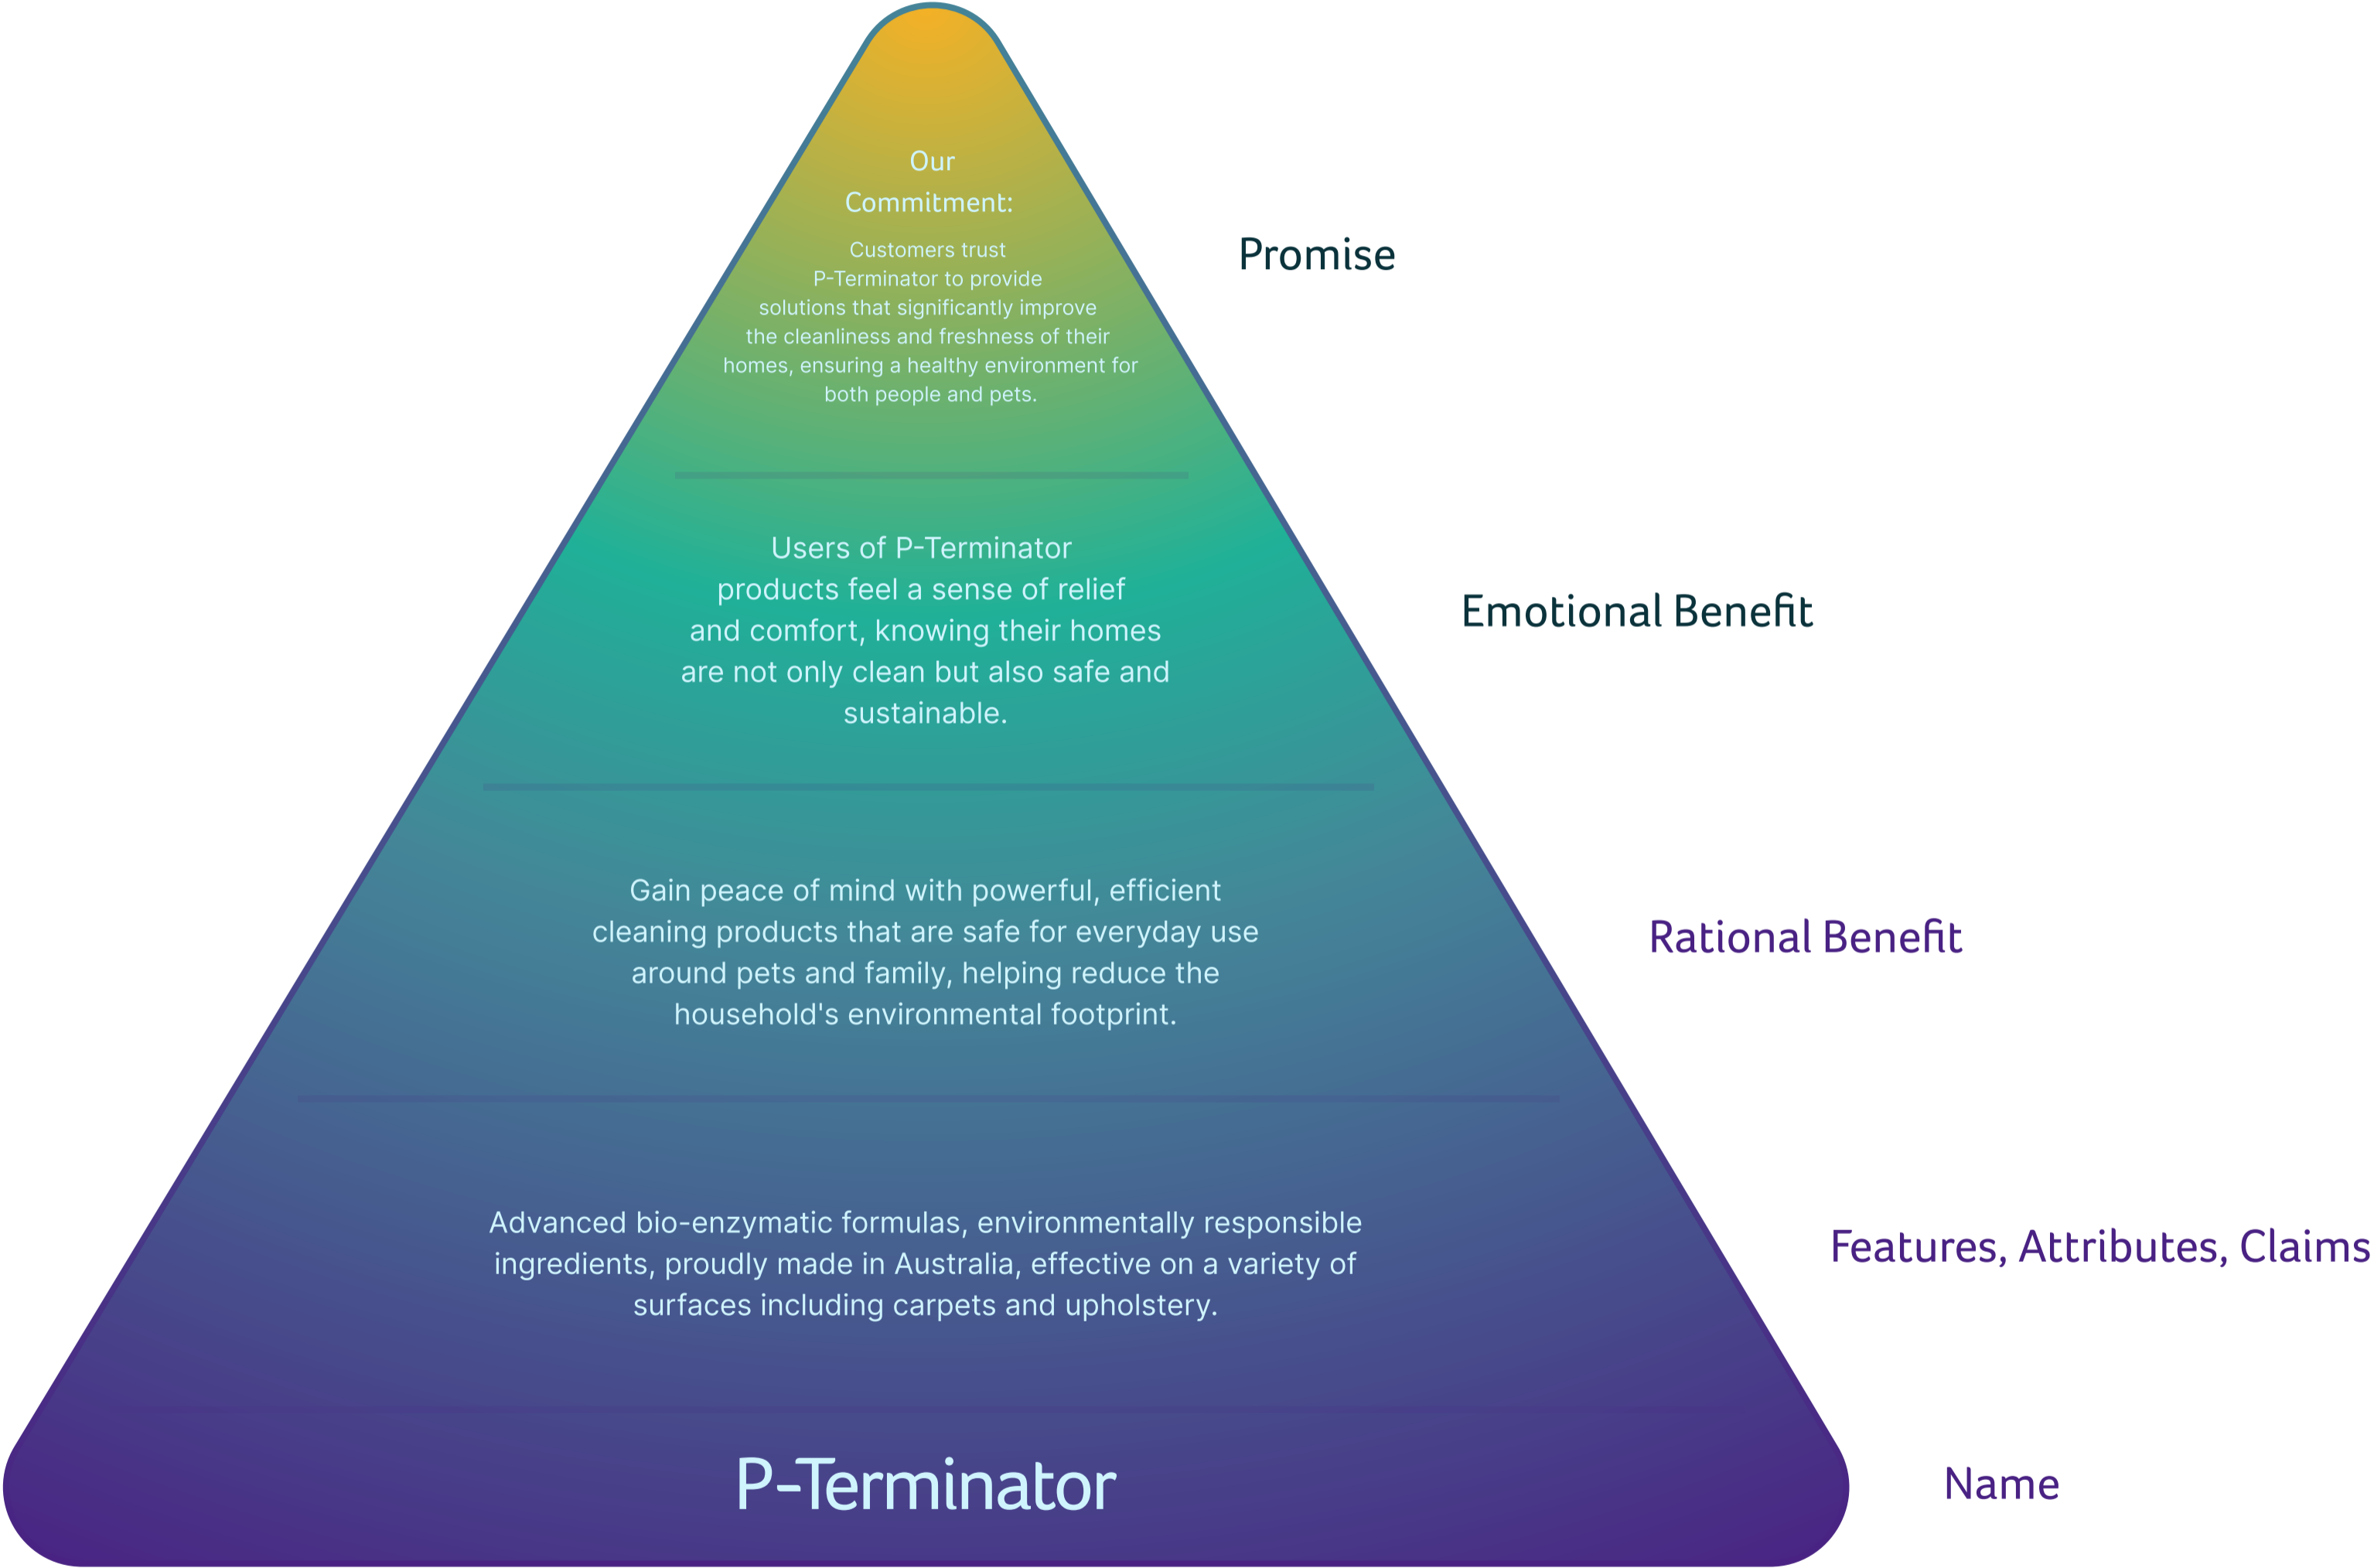 Our
Commitment:
Customers trust
P-Terminator to provide
solutions that significantly improve
the cleanliness and freshness of their
homes, ensuring a healthy environment for
both people and pets.
Promise
Users of P-Terminator
products feel a sense of relief
and comfort, knowing their homes
are not only clean but also safe and
sustainable.
Emotional Benefit
Gain peace of mind with powerful, efficient
cleaning products that are safe for everyday use
around pets and family, helping reduce the
household's environmental footprint.
Rational Benefit
Advanced bio-enzymatic formulas, environmentally responsible
ingredients, proudly made in Australia, effective on a variety of
surfaces including carpets and upholstery.
Features, Attributes, Claims
P-Terminator
Name